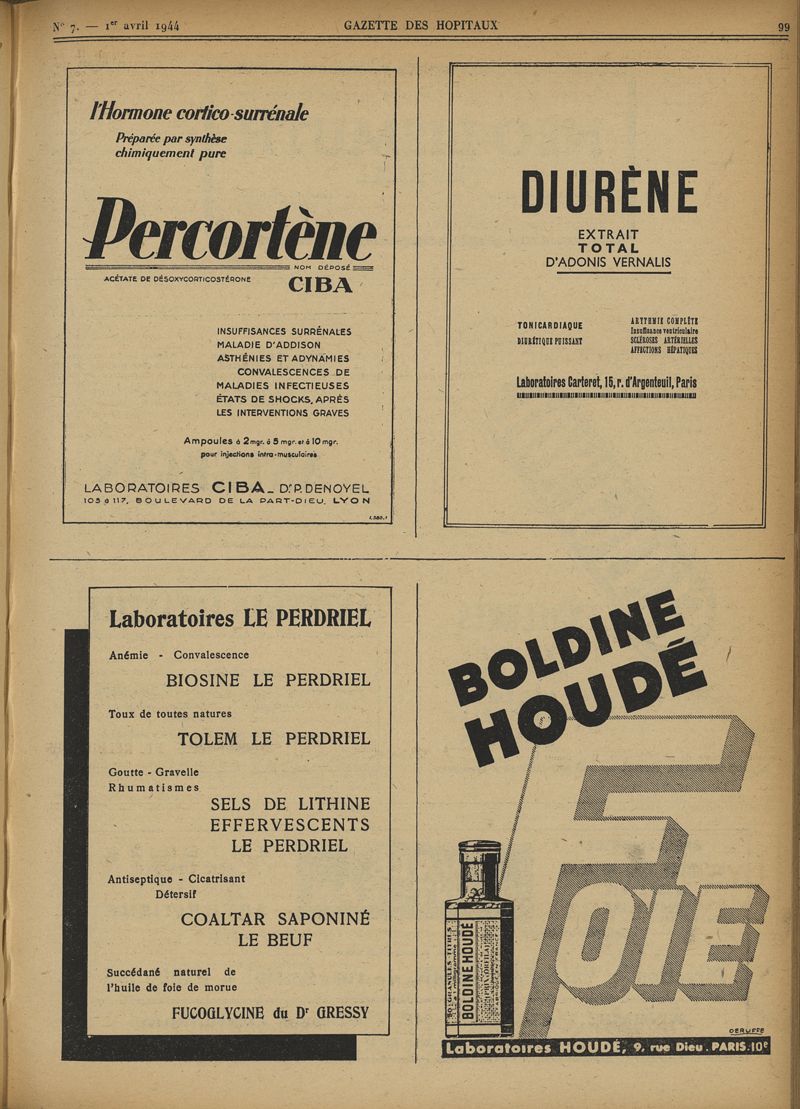 N° 7. — 1er avril 1944
GAZETTE DES HOPITAUX
99
l'Hormone cortico-surrénale
Préparée par synthèse
chimiquement pure
Percortène
NOM DÉPOSÉ
ACÉTATE DE DÉSOXYCORTICOSTÉRONE
CIBA
INSUFFISANCES SURRÉNALES
MALADIE D'ADDISON
ASTHÉNIES ET ADYNAMIES
CONVALESCENCES DE
MALADIES INFECTIEUSES
ÉTATS DE SHOCKS, APRÈS
LES INTERVENTIONS GRAVES
Ampoules à 2 mgr. à 5 mgr. et à 10 mgr.
pour injections intra-musculaires
LABORATOIRES CIBA_ Dr. P. DENOYEL
103 à 117, BOULEVARD DE LA PART-DIEU, LYON
DIURÈNE
EXTRAIT
TOTAL
D'ADONIS VERNALIS
TONICARDIAQUE
DIURÉTIQUE PUISSANT
ARYTHMIE COMPLÈTE
Insuffisance ventriculaire
SCLÉROSES ARTÉRIELLES
AFFECTIONS HÉPATIQUES
Laboratoires Carteret, 15, r. d'Argenteuil, Paris
Laboratoires LE PERDRIEL
Anémie - Convalescence
BIOSINE LE PERDRIEL
Toux de toutes natures
TOLEM LE PERDRIEL
Goutte - Gravelle
Rhumatismes
SELS DE LITHINE
EFFERVESCENTS
LE PERDRIEL
Antiseptique - Cicatrisant
Détersif
COALTAR SAPONINÉ
LE BEUF
Succédané naturel de
l'huile de foie de morue
FUCOGLYCINE du Dr GRESSY
BOLDINE
HOUDÉ
FOIE
BOLDINE HOUDÉ
DERUFFE
Laboratoires HOUDÉ, 9, rue Dieu. PARIS.10e